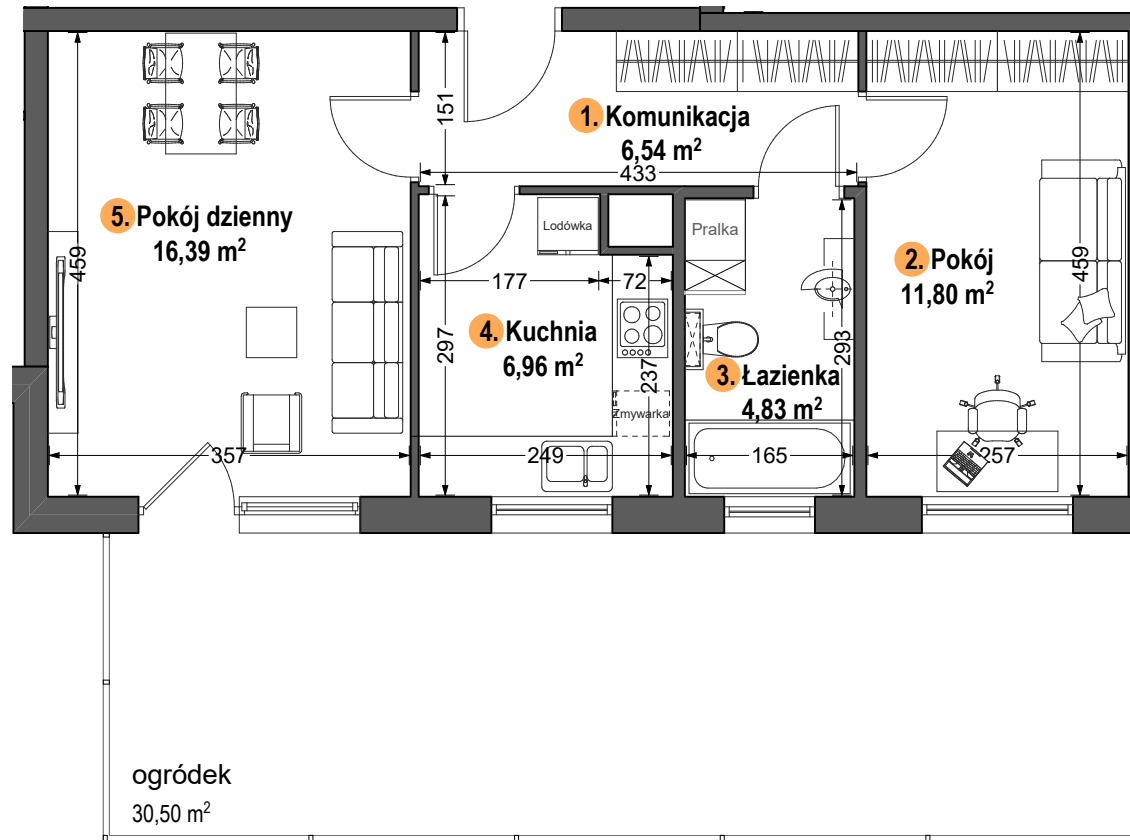 151
1. Komunikacja
6,54 m²
433
5. Pokój dzienny
16,39 m²
459
Lodówka
Pralka
2. Pokój
11,80 m²
459
177
72
297
4. Kuchnia
6,96 m²
237
293
3. Łazienka
4,83 m²
Zmywarka
357
249
165
257
ogródek
30,50 m²